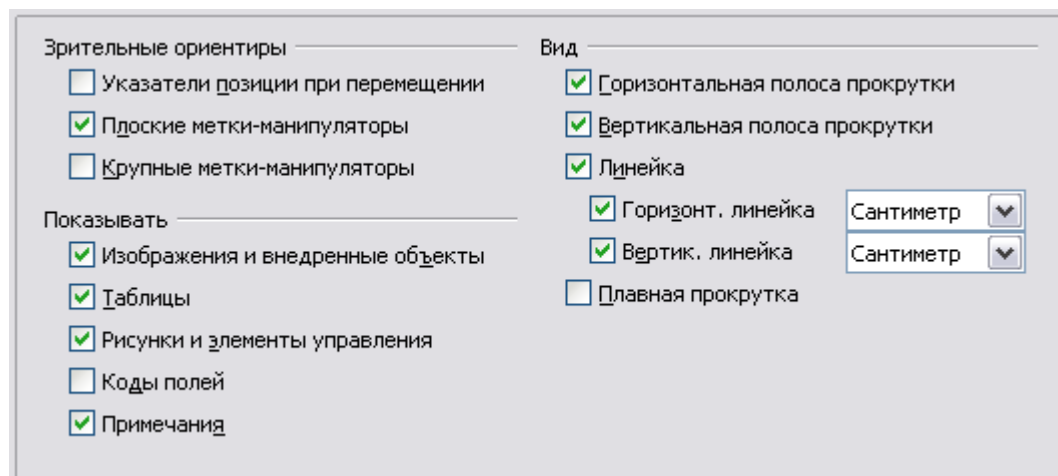 Зрительные ориентиры
Указатели позиции при перемещении
Плоские метки-манипуляторы
Крупные метки-манипуляторы
Показывать
Изображения и внедренные объекты
Таблицы
Рисунки и элементы управления
Коды полей
Примечания
Вид
Горизонтальная полоса прокрутки
Вертикальная полоса прокрутки
Линейка
Горизонт. линейка Сантиметр
Вертик. линейка Сантиметр
Плавная прокрутка